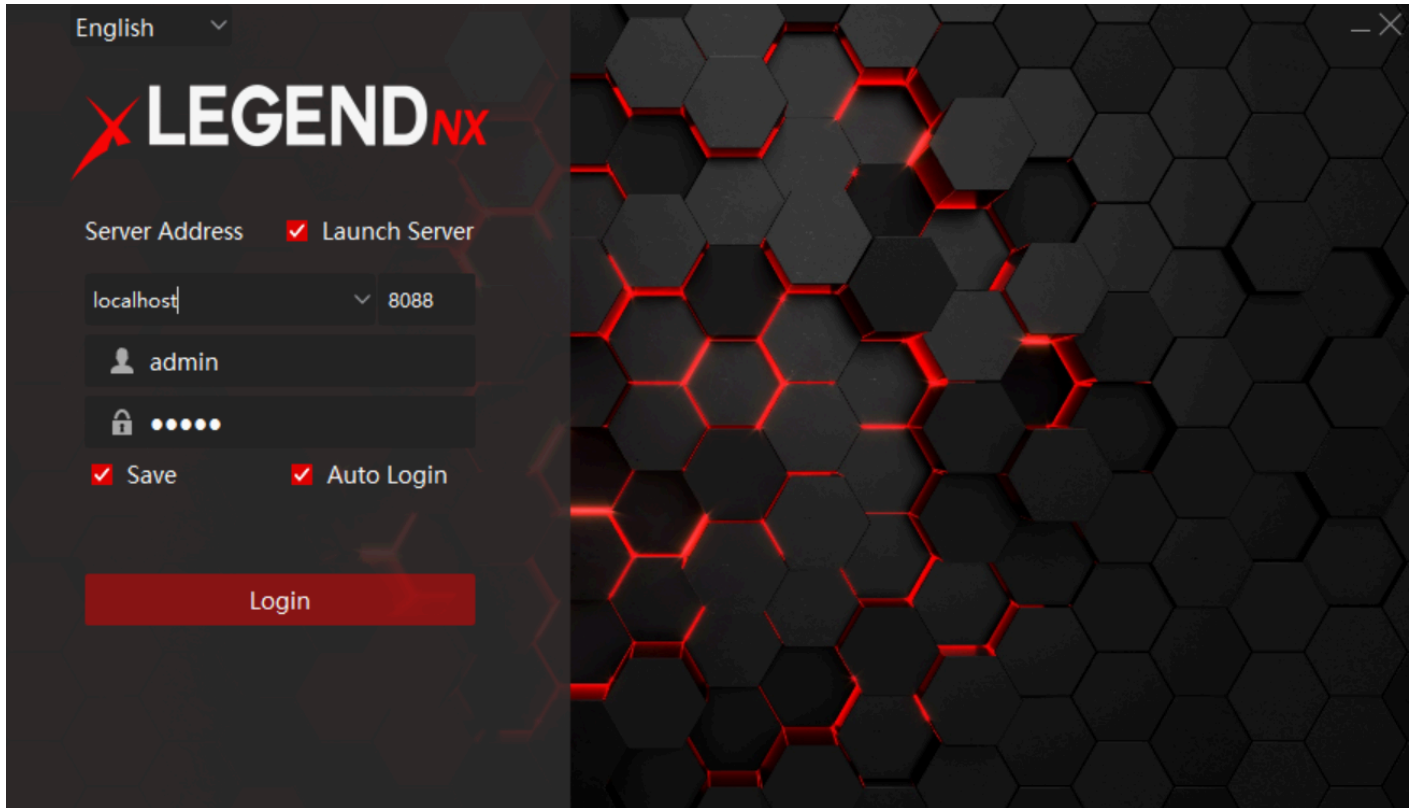 English
LEGENDNX
Server Address Launch Server
localhost 8088
admin
•••••
Save Auto Login
Login